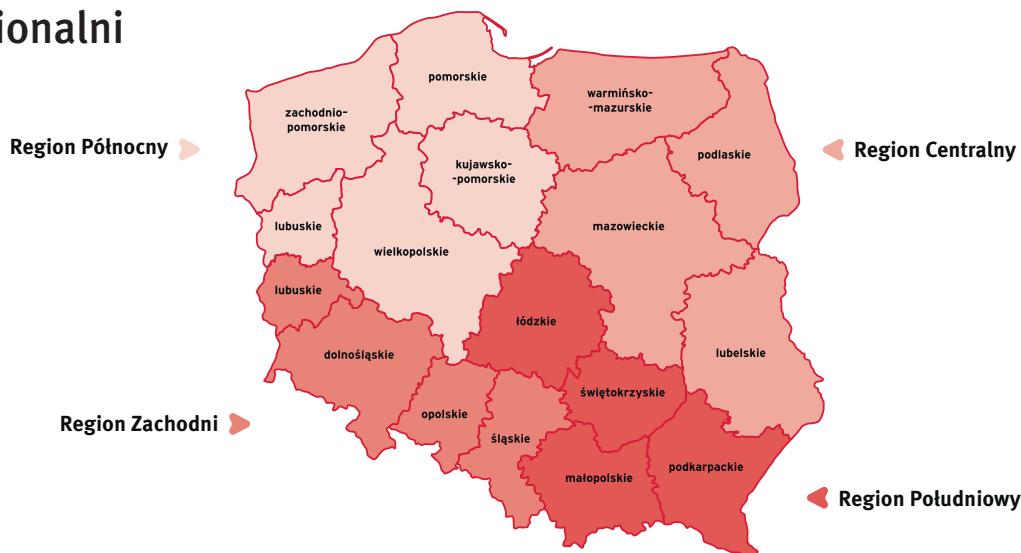 ionalni
pomorskie
warmińsko-
-mazurskie
zachodnio-
pomorskie
Region Północny
Region Centralny
podlaskie
kujawsko-
-pomorskie
lubuskie
mazowieckie
wielkopolskie
lubuskie
łódzkie
dolnośląskie
lubelskie
świętokrzyskie
opolskie
Region Zachodni
śląskie
podkarpackie
małopolskie
Region Południowy